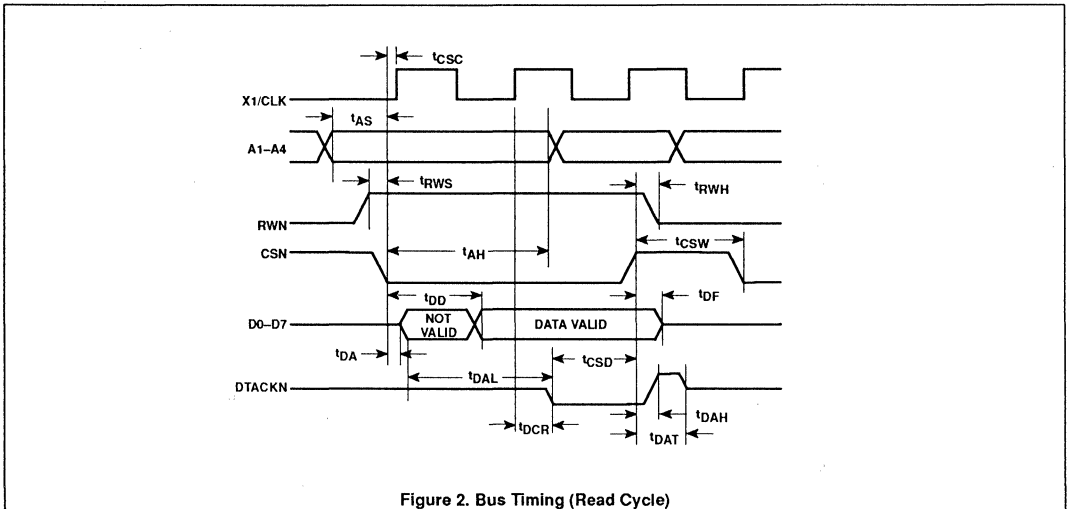 tCSC
X1/CLK
tAS
A1–A4
tRWS
tRWH
RWN
CSN
tAH
tCSW
tDD
tDF
D0–D7
NOT VALID
DATA VALID
tDA
tCSD
tDAL
DTACKN
tDCR
tDAH
tDAT
Figure 2. Bus Timing (Read Cycle)